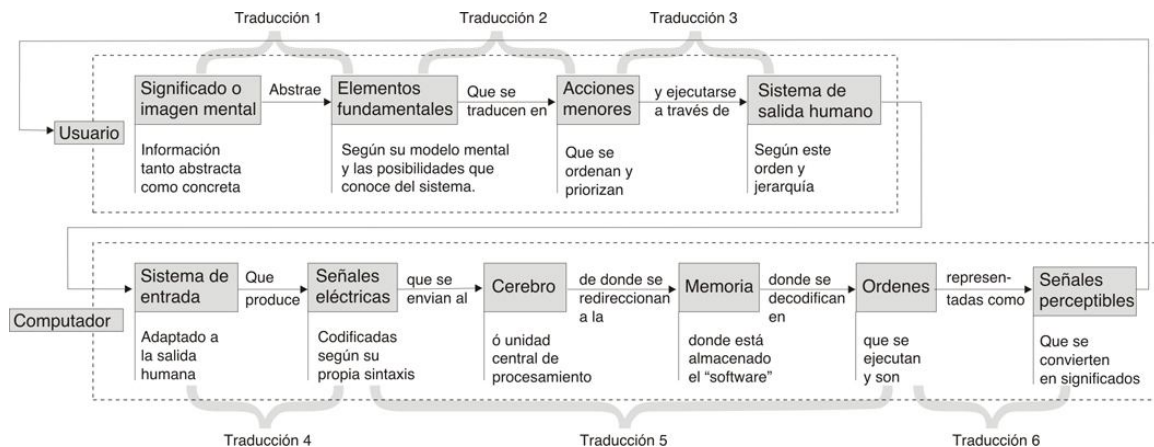 Traducción 1
Traducción 2
Traducción 3
Usuario
Significado o
imagen mental
Abstrae
Elementos
fundamentales
Que se
traducen en
Acciones
menores
y ejecutarse
a través de
Sistema de
salida humano
Información
tanto abstracta
como concreta
Según su modelo mental
y las posibilidades que
conoce del sistema.
Que se
ordenan y
priorizan
Según este
orden y
jerarquía
Computador
Sistema de
entrada
Que
produce
Señales
eléctricas
que se
envian al
Cerebro
de donde se
redireccionan
a la
Memoria
donde se
decodifican
en
Ordenes
represen-
tadas como
Señales
perceptibles
Adaptado a
la salida
humana
Codificadas
según su
propia sintaxis
ó unidad
central de
procesamiento
donde está
almacenado
el “software”
que se
ejecutan
y son
Que se
convierten
en significados
Traducción 4
Traducción 5
Traducción 6